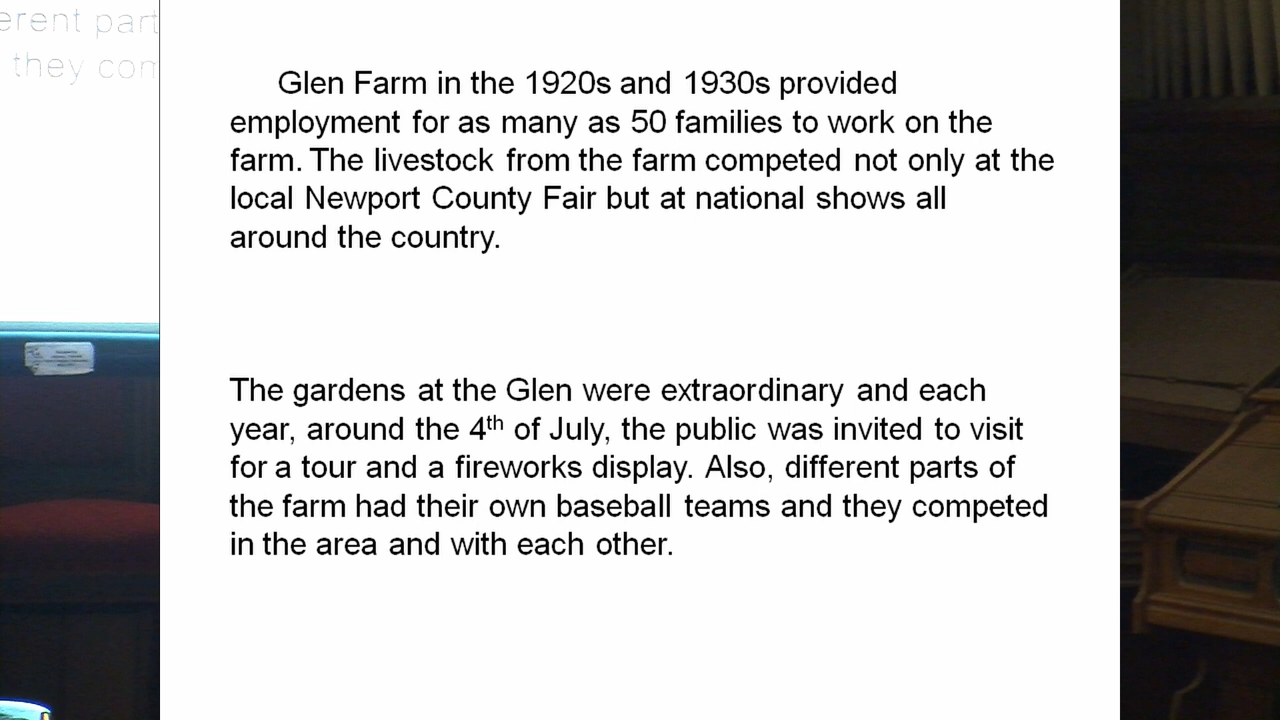 erent part
they com
Glen Farm in the 1920s and 1930s provided
employment for as many as 50 families to work on the
farm. The livestock from the farm competed not only at the
local Newport County Fair but at national shows all
around the country.
The gardens at the Glen were extraordinary and each
year, around the 4th of July, the public was invited to visit
for a tour and a fireworks display. Also, different parts of
the farm had their own baseball teams and they competed
in the area and with each other.